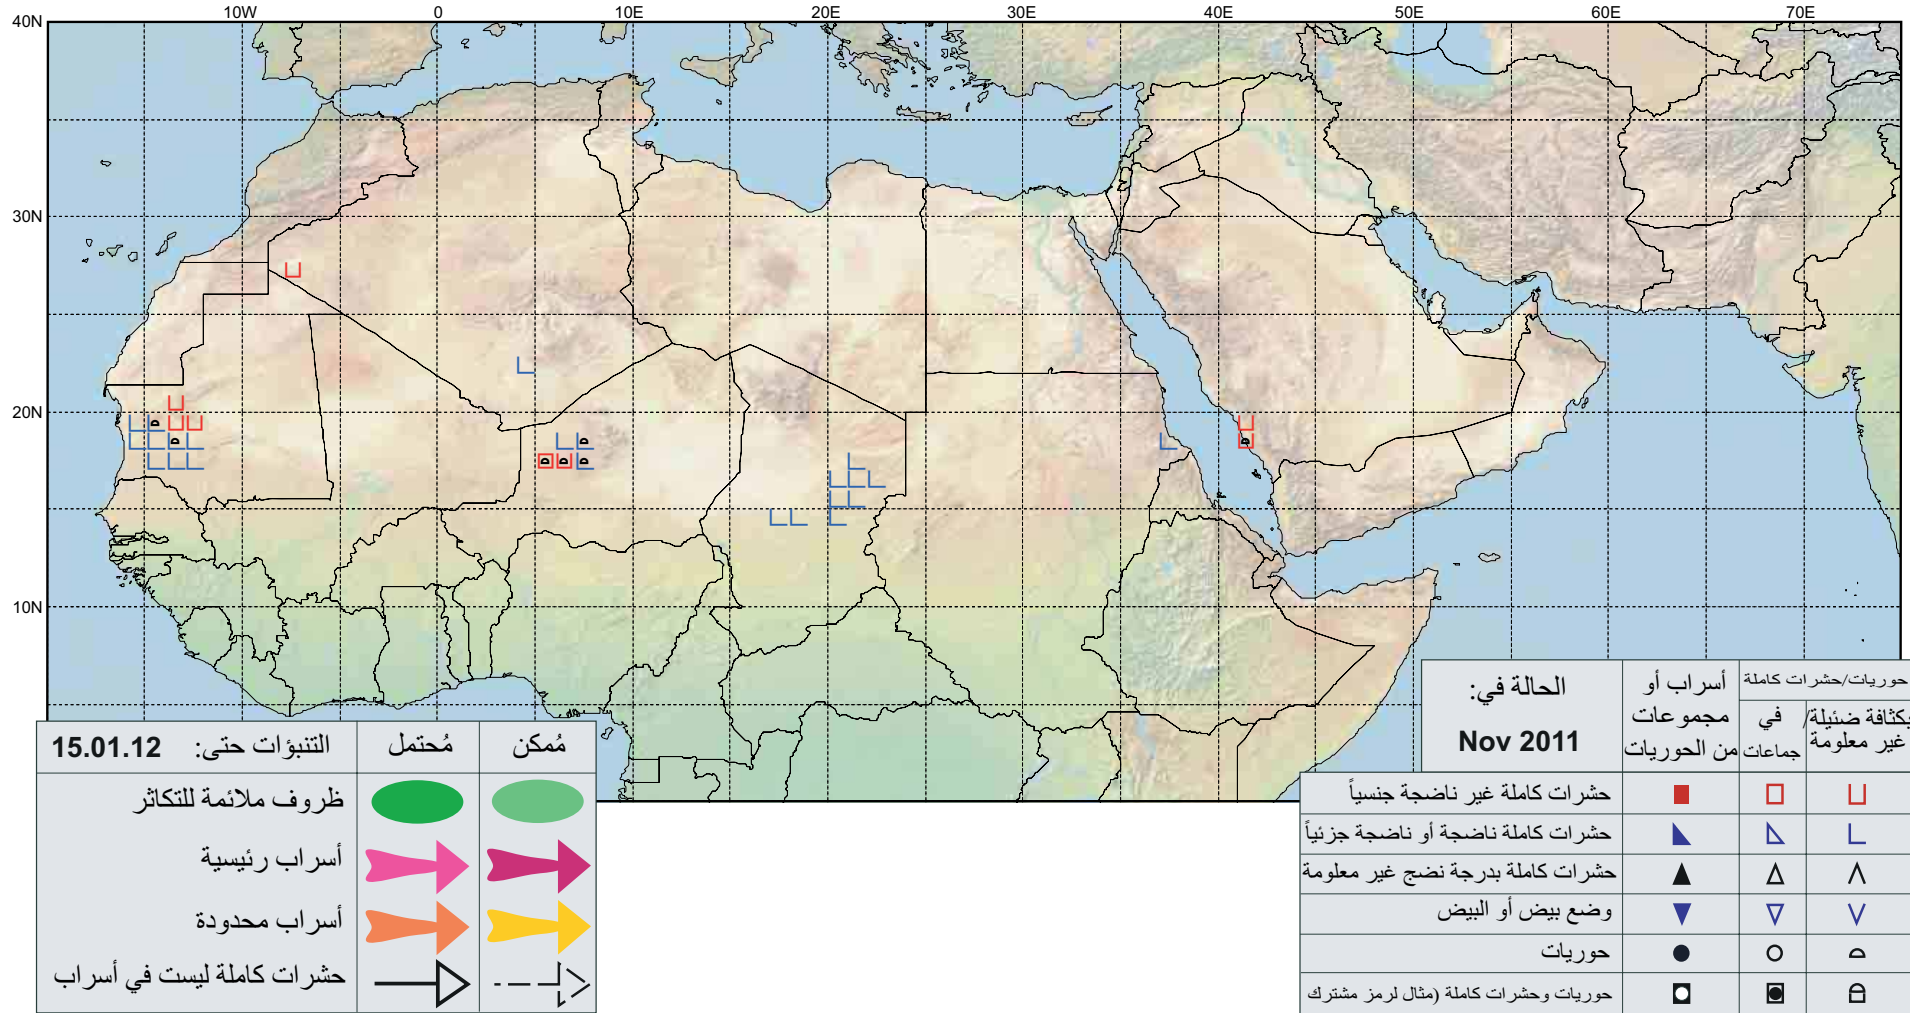 10W 0 10E 20E 30E 40E 50E 60E 70E
40N
30N
20N
10N
التنبؤات حتى: 15.01.12
مُحتمل
مُمكن
ظروف ملائمة للتكاثر
أسراب رئيسية
أسراب محدودة
حشرات كاملة ليست في أسراب
الحالة في:
Nov 2011
أسراب أو
مجموعات
من الحوريات
حوريات/حشرات كاملة
في
جماعات
بكثافة ضئيلة/
غير معلومة
حشرات كاملة غير ناضجة جنسياً
حشرات كاملة ناضجة أو ناضجة جزئياً
حشرات كاملة بدرجة نضج غير معلومة
وضع بيض أو البيض
حوريات
حوريات وحشرات كاملة (مثال لرمز مشترك